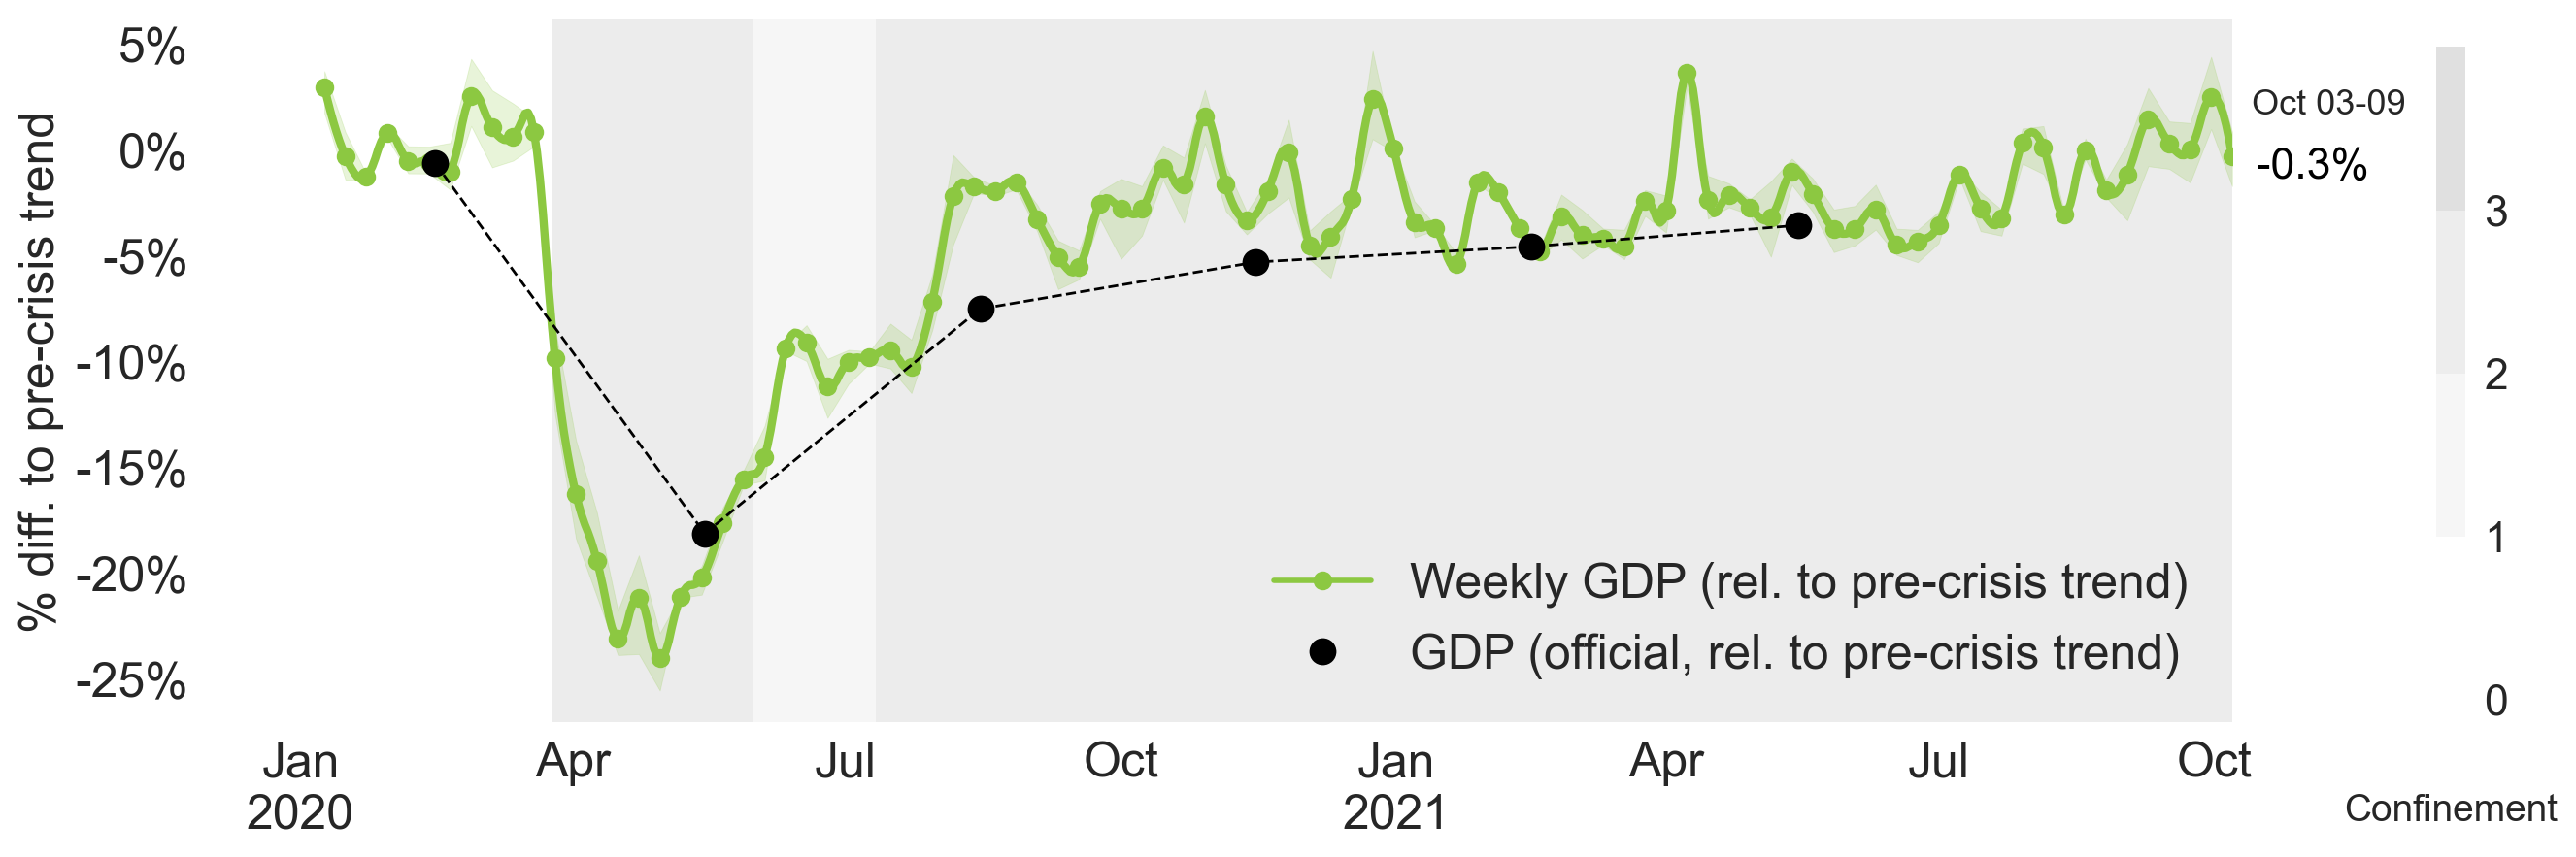 % diff. to pre-crisis trend
5%
0%
-5%
-10%
-15%
-20%
-25%
Jan
2020
Apr
Jul
Oct
Jan
2021
Apr
Jul
Oct
Weekly GDP (rel. to pre-crisis trend)
GDP (official, rel. to pre-crisis trend)
Oct 03-09
-0.3%
3
2
1
0
Confinement